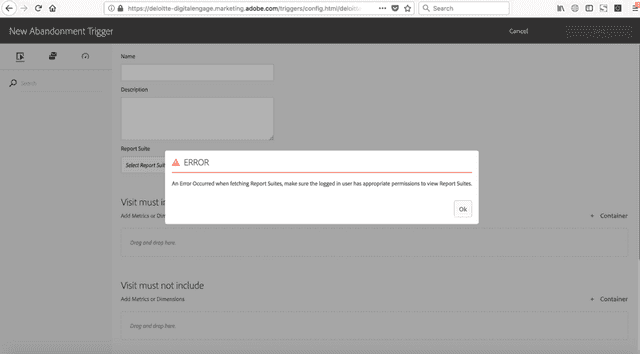 https://deloitte-digitalengage.marketing.adobe.com/triggers/config.html/deloi
Search
New Abandonment Trigger
Cancel
Search
Name
Description
Report Suite
Select Report Suit
ERROR
An Error Occurred when fetching Report Suites, make sure the logged in user has appropriate permissions to view Report Suites.
Ok
Visit must i
Add Metrics or Dim
+ Container
Drag and drop here.
Visit must not include
Add Metrics or Dimensions
+ Container
Drag and drop here.